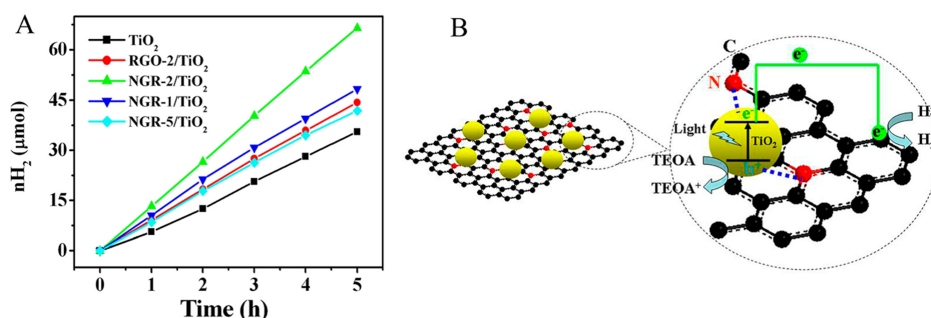 A
nH₂ (μmol)
60
45
30
15
0
TiO₂
RGO-2/TiO₂
NGR-2/TiO₂
NGR-1/TiO₂
NGR-5/TiO₂
0 1 2 3 4 5
Time (h)
B
C
N
e⁻
e⁻
Light
TiO₂
TEOA
h⁺
TEOA⁺
e⁻
H
H